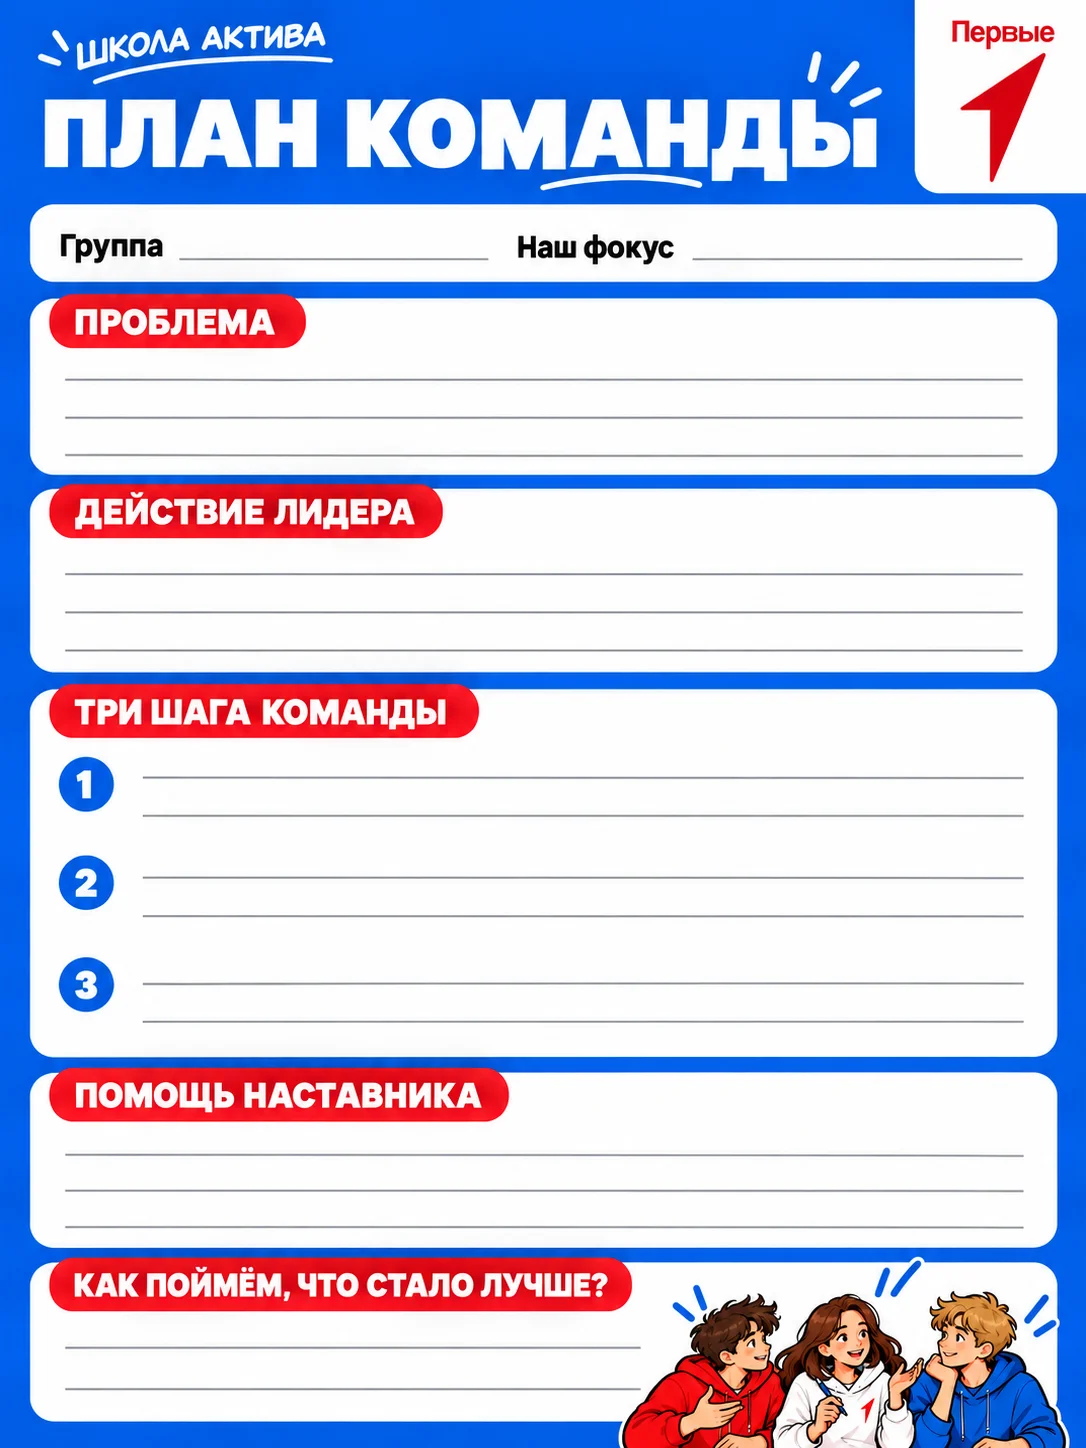 ШКОЛА АКТИВА
Первые
ПЛАН КОМАНДЫ
Группа Наш фокус
ПРОБЛЕМА
ДЕЙСТВИЕ ЛИДЕРА
ТРИ ШАГА КОМАНДЫ
1
2
3
ПОМОЩЬ НАСТАВНИКА
КАК ПОЙМЁМ, ЧТО СТАЛО ЛУЧШЕ?